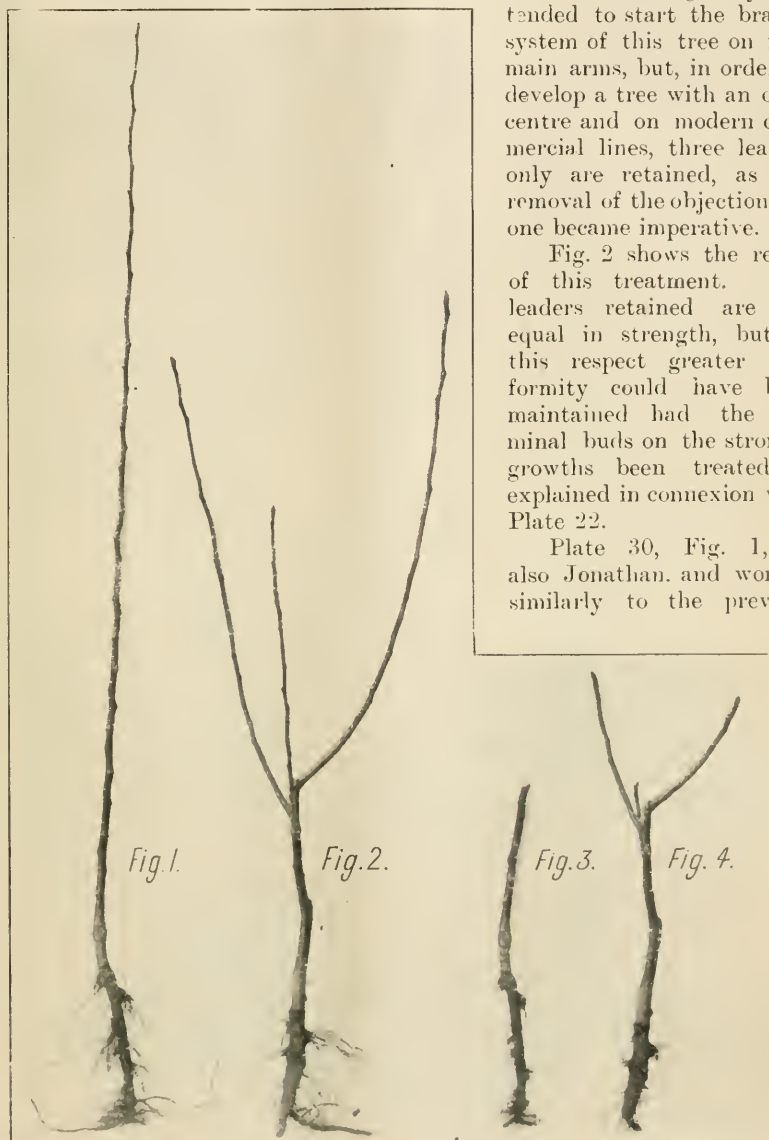 tended to start the bra
system of this tree on
main arms, but, in orde
develop a tree with an
centre and on modern
mercial lines, three lea
only are retained, as
removal of the objection
one became imperative.
Fig. 2 shows the re
of this treatment.
leaders retained are
equal in strength, but
this respect greater
formity could have
maintained had the
minal buds on the stron
growths been treated
explained in connexion
Plate 22.
Plate 30, Fig. 1,
also Jonathan. and wor
similarly to the prev
Fig. 1.
Fig. 2.
Fig. 3.
Fig. 4.